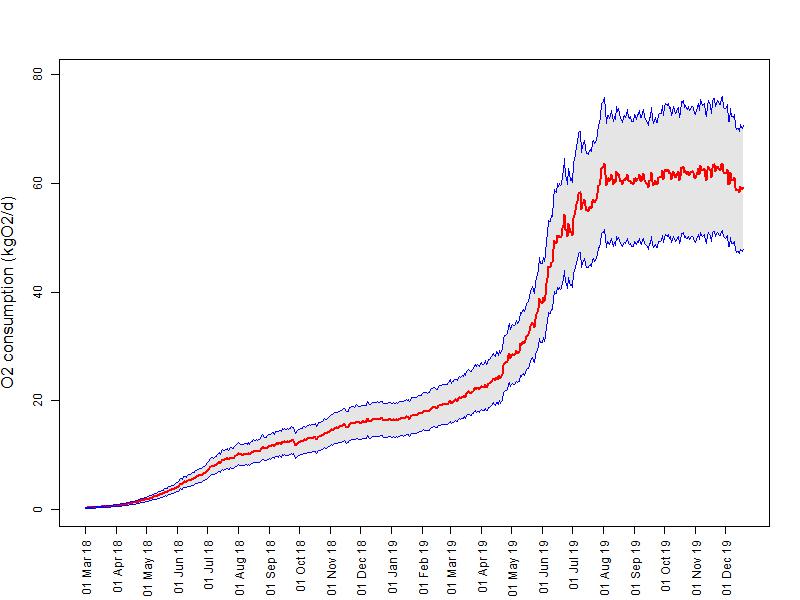 O2 consumption (kgO2/d)
80
60
40
20
0
01 Mar 18
01 Apr 18
01 May 18
01 Jun 18
01 Jul 18
01 Aug 18
01 Sep 18
01 Oct 18
01 Nov 18
01 Dec 18
01 Jan 19
01 Feb 19
01 Mar 19
01 Apr 19
01 May 19
01 Jun 19
01 Jul 19
01 Aug 19
01 Sep 19
01 Oct 19
01 Nov 19
01 Dec 19